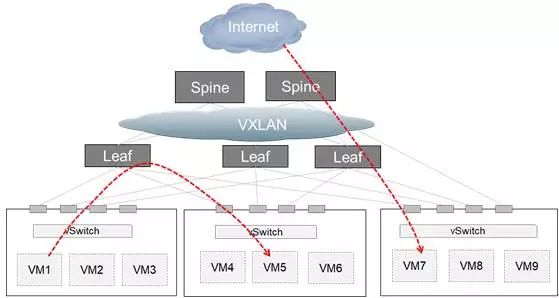 Internet
Spine Spine
VXLAN
Leaf Leaf Leaf
vSwitch vSwitch vSwitch
VM1 VM2 VM3 VM4 VM5 VM6 VM7 VM8 VM9